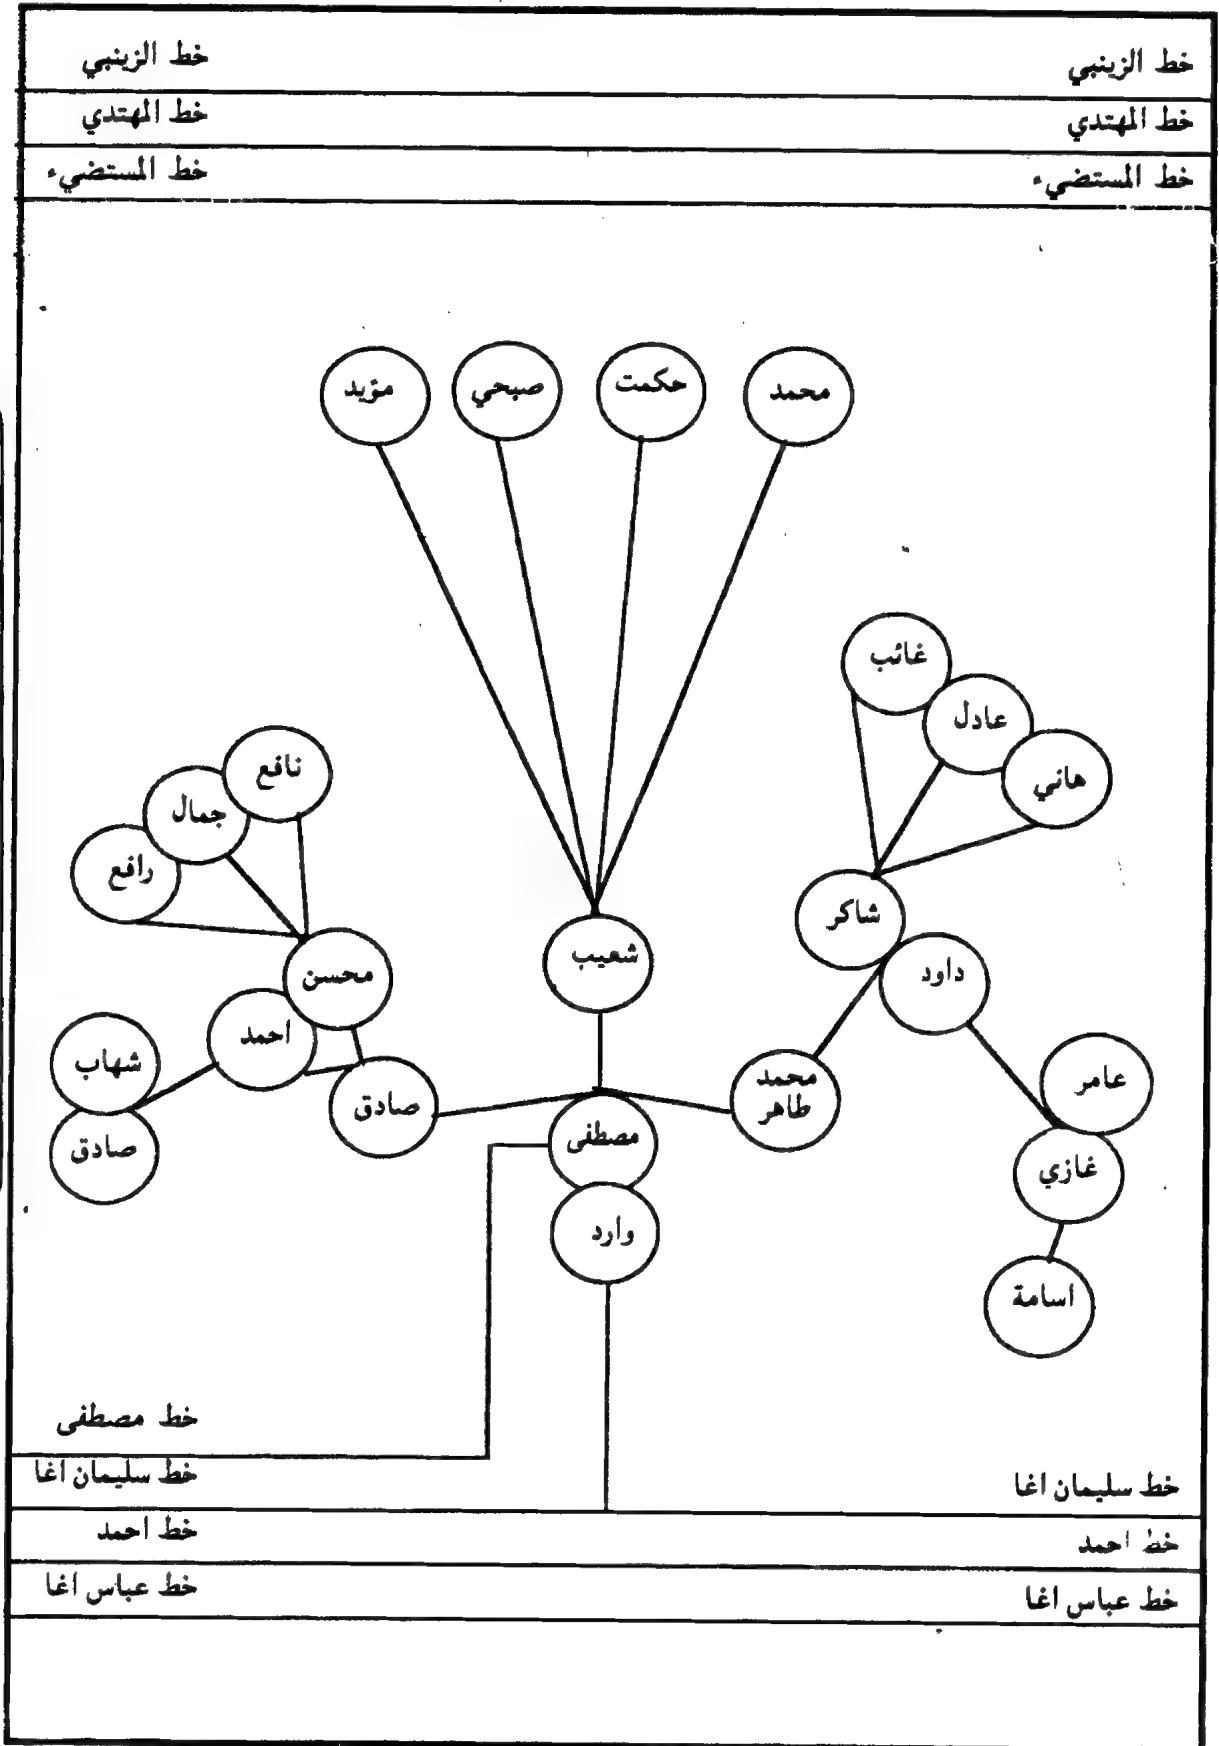 خط الزينبي
خط الزينبي
خط المهتدي
خط المهتدي
خط المستضيء
خط المستضيء
محمد
حكمت
صبحي
مؤيد
غائب
عادل
هاني
نافع
جمال
رافع
شاكر
داود
شعيب
محسن
احمد
شهاب
صادق
صادق
محمد
طاهر
عامر
غازي
اسامة
مصطفى
وارد
خط مصطفى
خط سليمان اغا
خط سليمان اغا
خط احمد
خط احمد
خط عباس اغا
خط عباس اغا